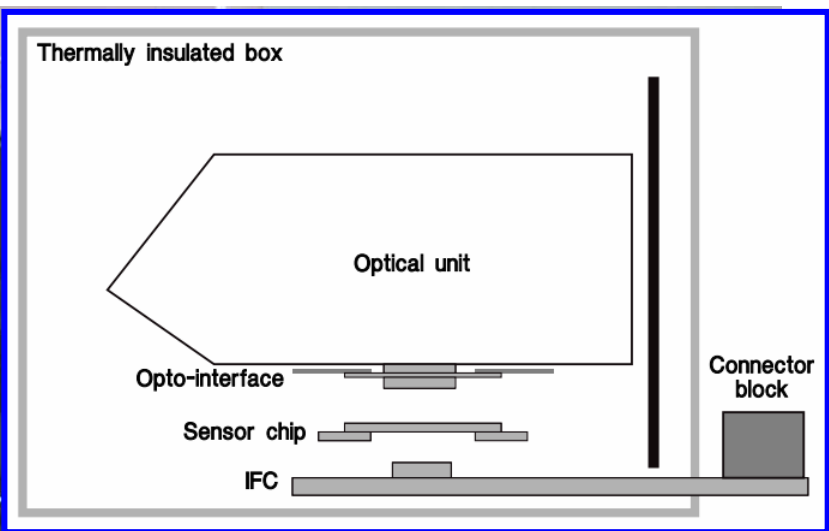 Thermally insulated box
Optical unit
Opto-interface
Connector
block
Sensor chip
IFC